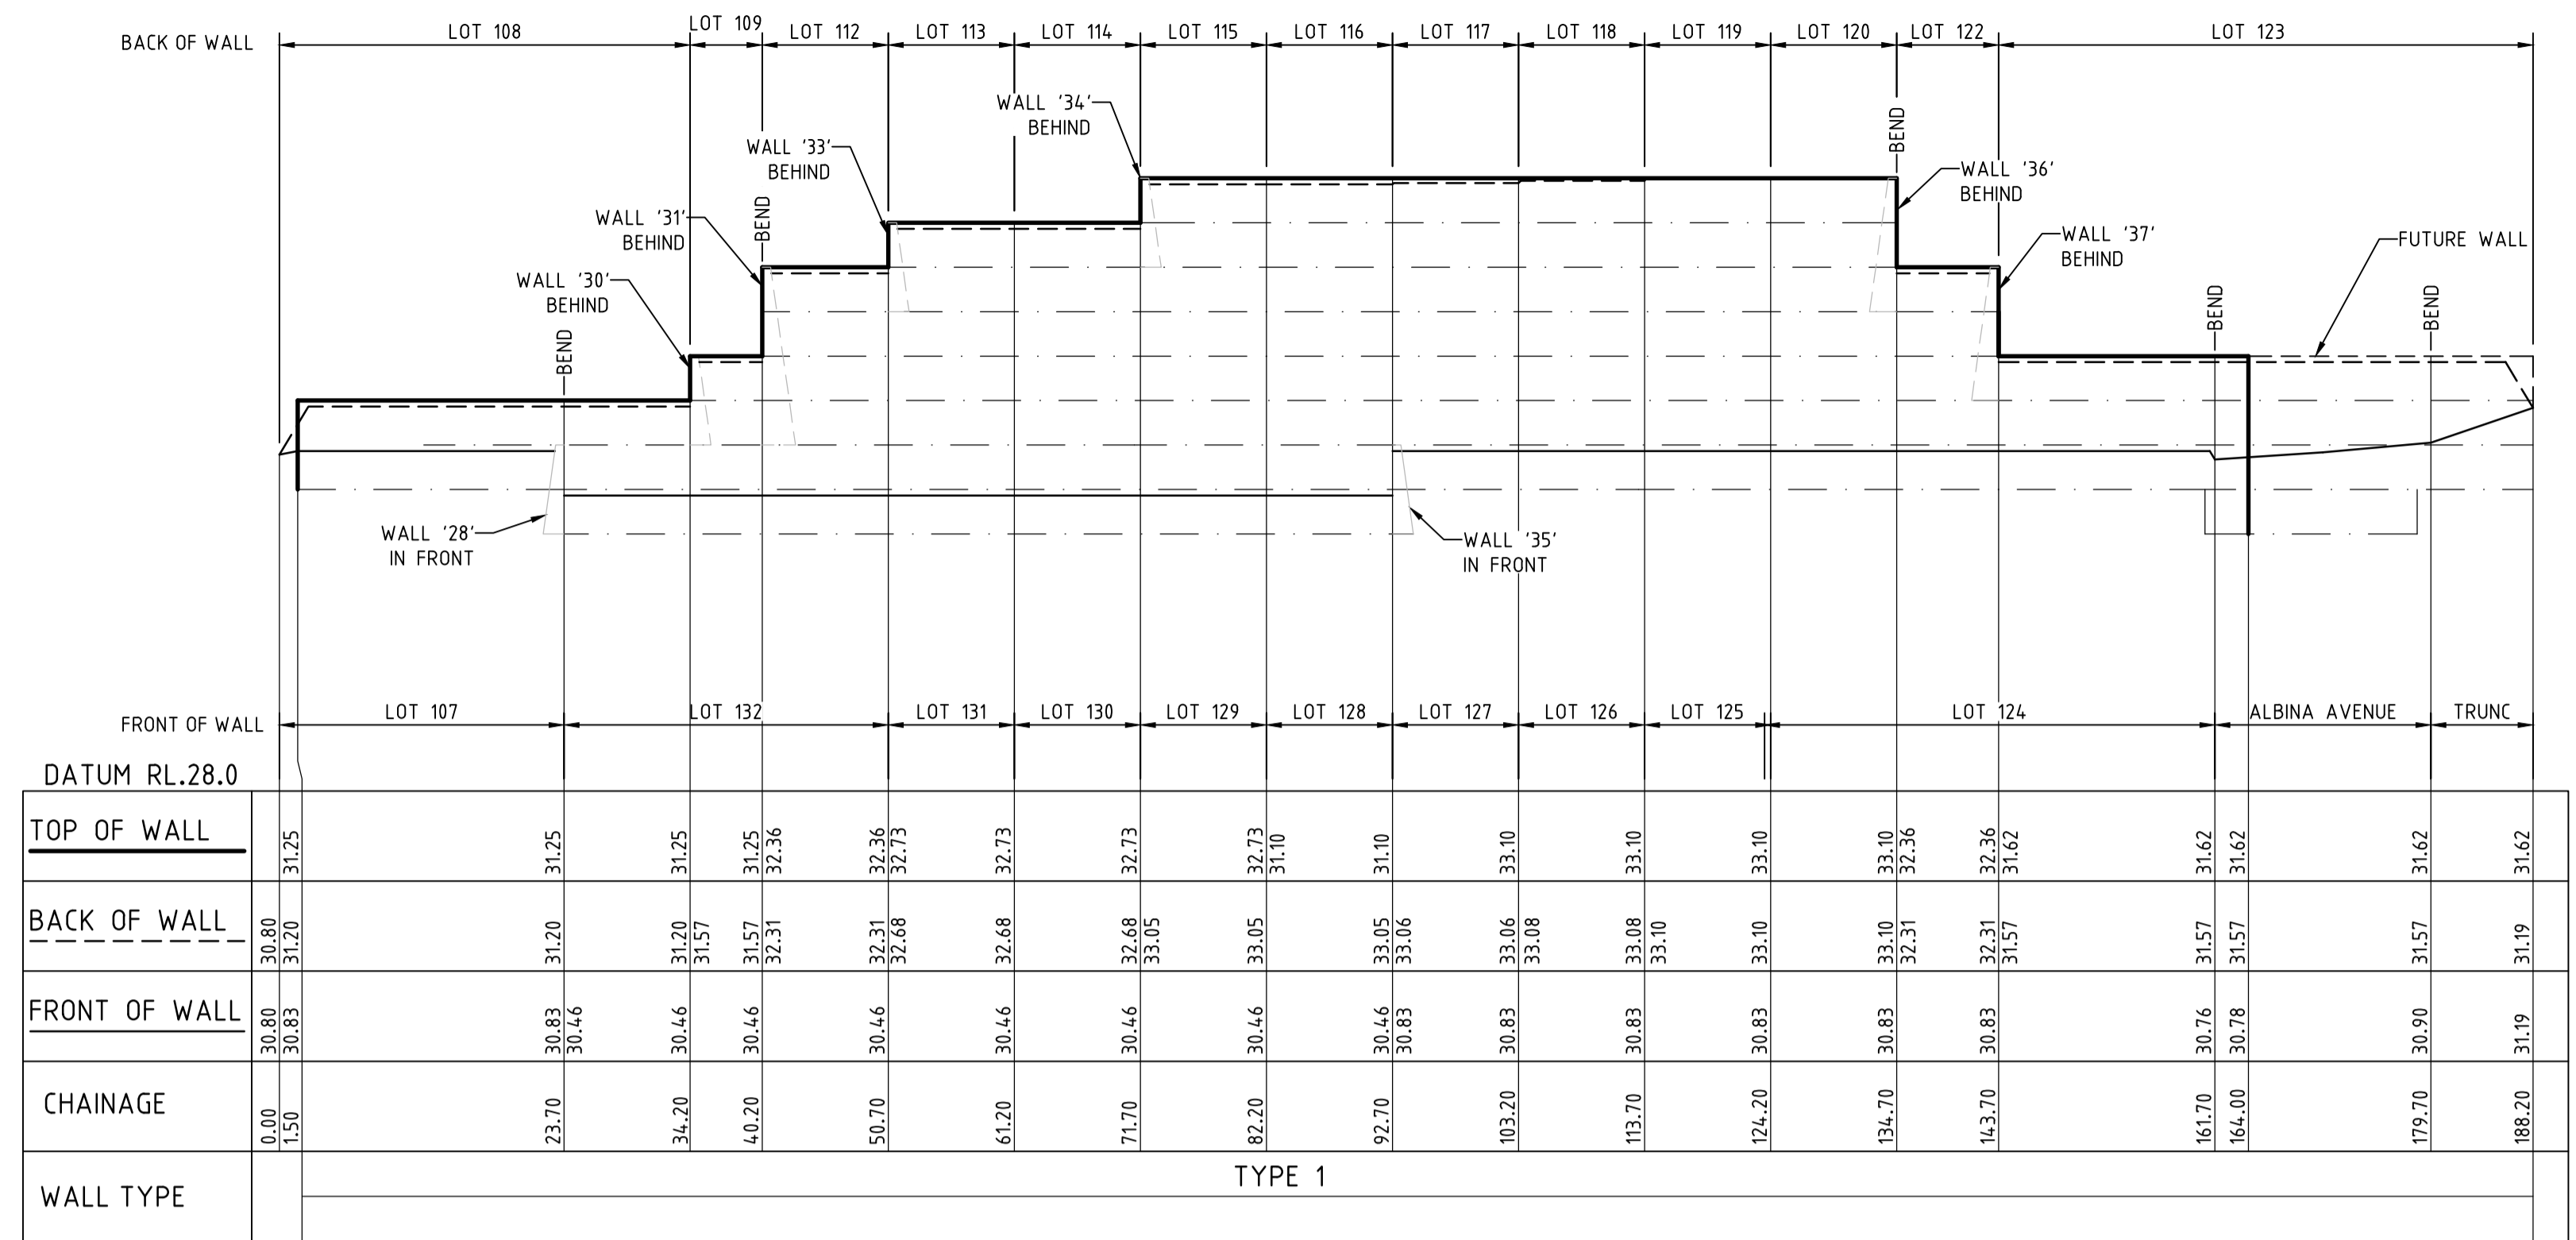 BACK OF WALL
LOT 108
LOT 109
LOT 112
LOT 113
LOT 114
LOT 115
LOT 116
LOT 117
LOT 118
LOT 119
LOT 120
LOT 122
LOT 123
WALL '34'
BEHIND
WALL '33'
BEHIND
BEND
WALL '36'
BEHIND
WALL '31'
BEHIND
BEND
WALL '37'
BEHIND
FUTURE WALL
WALL '30'
BEHIND
BEND
BEND
BEND
WALL '28'
IN FRONT
WALL '35'
IN FRONT
FRONT OF WALL
LOT 107
LOT 132
LOT 131
LOT 130
LOT 129
LOT 128
LOT 127
LOT 126
LOT 125
LOT 124
ALBINA AVENUE
TRUNC
DATUM RL.28.0
TOP OF WALL
31.25
31.25
31.25
31.25
32.36
32.36
32.73
32.73
32.73
32.73
31.10
31.10
33.10
33.10
33.10
33.10
32.36
32.36
31.62
31.62
31.62
31.62
31.62
BACK OF WALL
30.80
31.20
31.20
31.20
31.57
31.57
32.31
32.31
32.68
32.68
32.68
33.05
33.05
33.05
33.06
33.06
33.08
33.08
33.10
33.10
33.10
32.31
32.31
31.57
31.57
31.57
31.57
31.19
FRONT OF WALL
30.80
30.83
30.83
30.46
30.46
30.46
30.46
30.46
30.46
30.46
30.46
30.83
30.83
30.83
30.83
30.83
30.83
30.76
30.78
30.90
31.19
CHAINAGE
0.00
1.50
23.70
34.20
40.20
50.70
61.20
71.70
82.20
92.70
103.20
113.70
124.20
134.70
143.70
161.70
164.00
179.70
188.20
WALL TYPE
TYPE 1